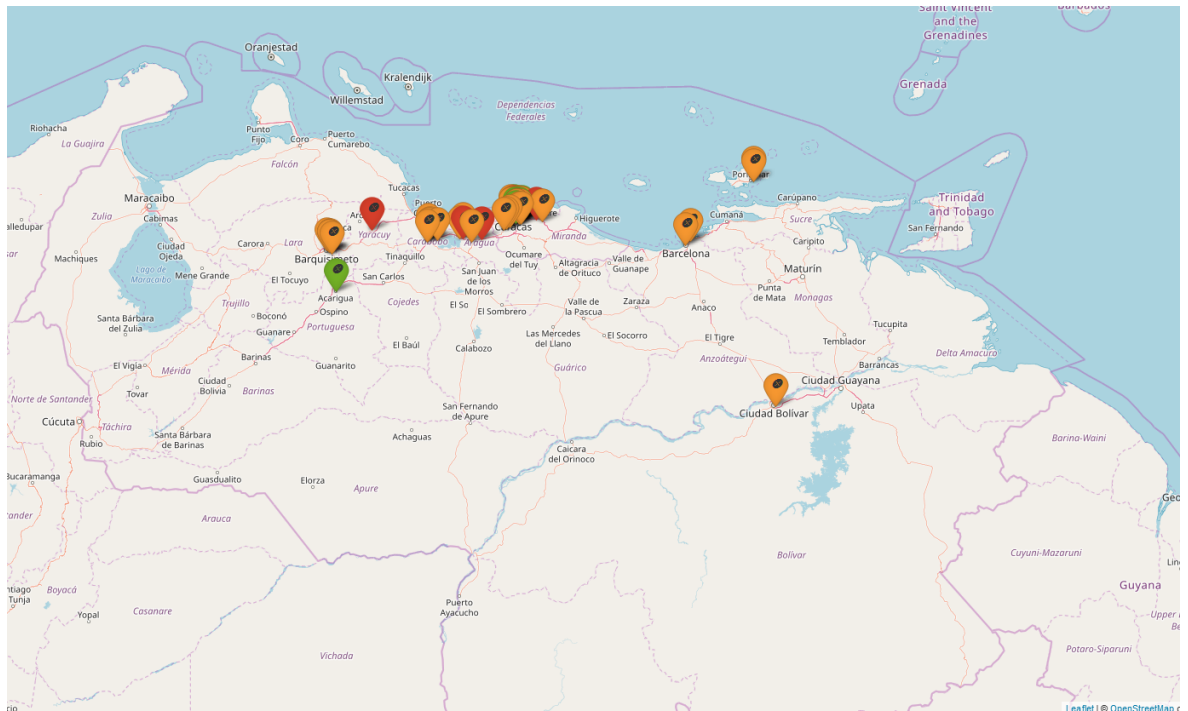 Saint Vincent
and the
Grenadines
Barbados
Oranjestad
Kralendijk
Willemstad
Grenada
Dependencias
Federales
Riohacha
La Guajira
Punto
Fijo
Coro
Puerto
Cumarebo
Falcón
Tucacas
Puerto
Maracaibo
Zulia
Cabimas
Carúpano
Trinidad
and Tobago
San Fernando
Cumaná
Sucre
Caripito
Higuerote
Miranda
Yaracuy
Carabobo
Aragua
Caracas
Valledupar
Machiques
Ciudad
Ojeda
Lago de
Maracaibo
Mene Grande
Carora
Lara
Barquisimeto
Tinaquillo
San Carlos
El Tocuyo
Acarigua
Cojedes
San Juan
de los
Morros
Ocumare
del Tuy
Altagracia
de Orituco
Valle de
Guanape
Barcelona
Maturín
Punta
de Mata
Monagas
Trujillo
Boconó
Ospino
Portuguesa
Guanare
Santa Bárbara
del Zulia
El So
El Sombrero
Valle de
la Pascua
Zaraza
Anaco
Tucupita
Las Mercedes
del Llano
El Socorro
El Tigre
Temblador
Delta Amacuro
El Baúl
Calabozo
Barinas
Guanarito
El Vigía
Mérida
Guárico
Anzoátegui
Barrancas
Ciudad
Bolivia
Barinas
Tovar
Norte de Santander
Ciudad Guayana
Ciudad Bolívar
Upata
San Fernando
de Apure
Cúcuta
Táchira
Rubio
Santa Bárbara
de Barinas
Achaguas
Caicara
del Orinoco
Barina-Waini
Bucaramanga
Guasdualito
Elorza
Apure
Arauca
Bolívar
Cuyuni-Mazaruni
Guyana
Boyacá
Tunja
Yopal
Casanare
Puerto
Ayacucho
Vichada
Potaro-Siparuni
Leaflet | © OpenStreetMap